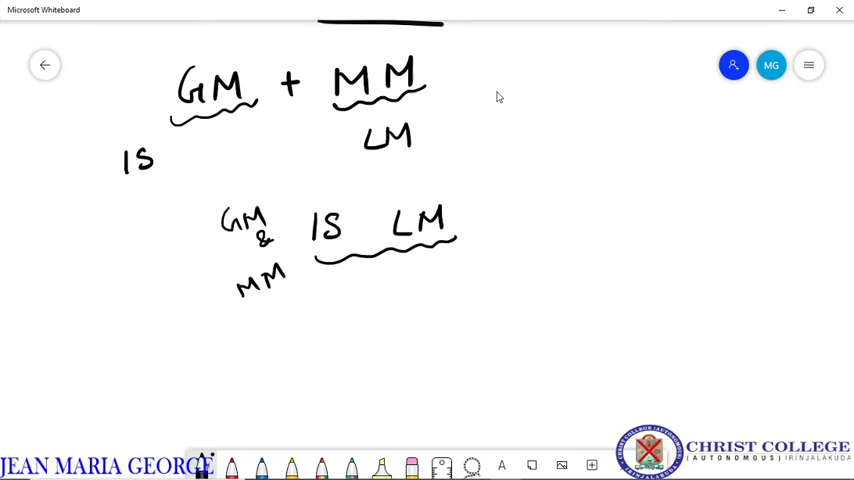 Microsoft Whiteboard
MG
GM + MM
LM
IS
GM
&
MM
IS LM
A
JEAN MARIA GEORGE
CHRIST COLLEGE
(AUTONOMOUS) IRINJALAKUDA